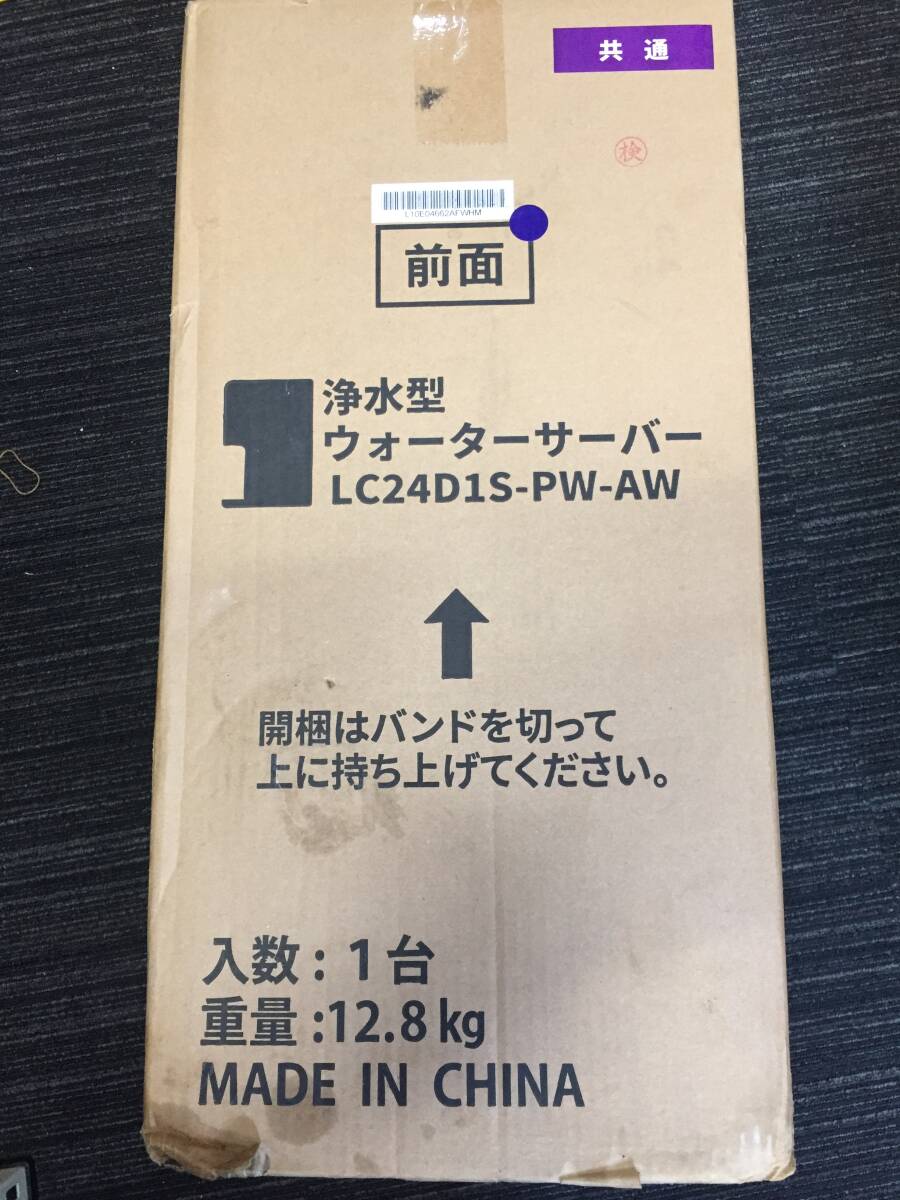 共通
検
L10E04662AFWHM
前面
浄水型
ウォーターサーバー
LC24D1S-PW-AW
開梱はバンドを切って
上に持ち上げてください。
入数 : 1台
重量 :12.8kg
MADE IN CHINA